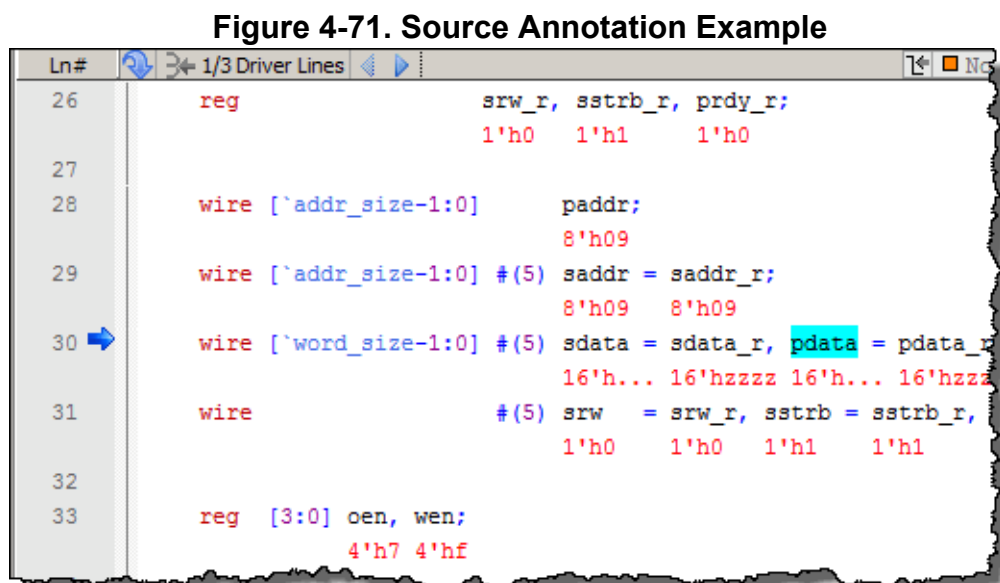 Figure 4-71. Source Annotation Example
Ln# 1/3 Driver Lines
26 reg srw_r, sstrb_r, prdy_r;
1'h0 1'h1 1'h0
27
28 wire [`addr_size-1:0] paddr;
8'h09
29 wire [`addr_size-1:0] #(5) saddr = saddr_r;
8'h09 8'h09
30 wire [`word_size-1:0] #(5) sdata = sdata_r, pdata = pdata_r
16'h... 16'hzzzz 16'h... 16'hzzz
31 wire #(5) srw = srw_r, sstrb = sstrb_r,
1'h0 1'h0 1'h1 1'h1
32
33 reg [3:0] oen, wen;
4'h7 4'hf